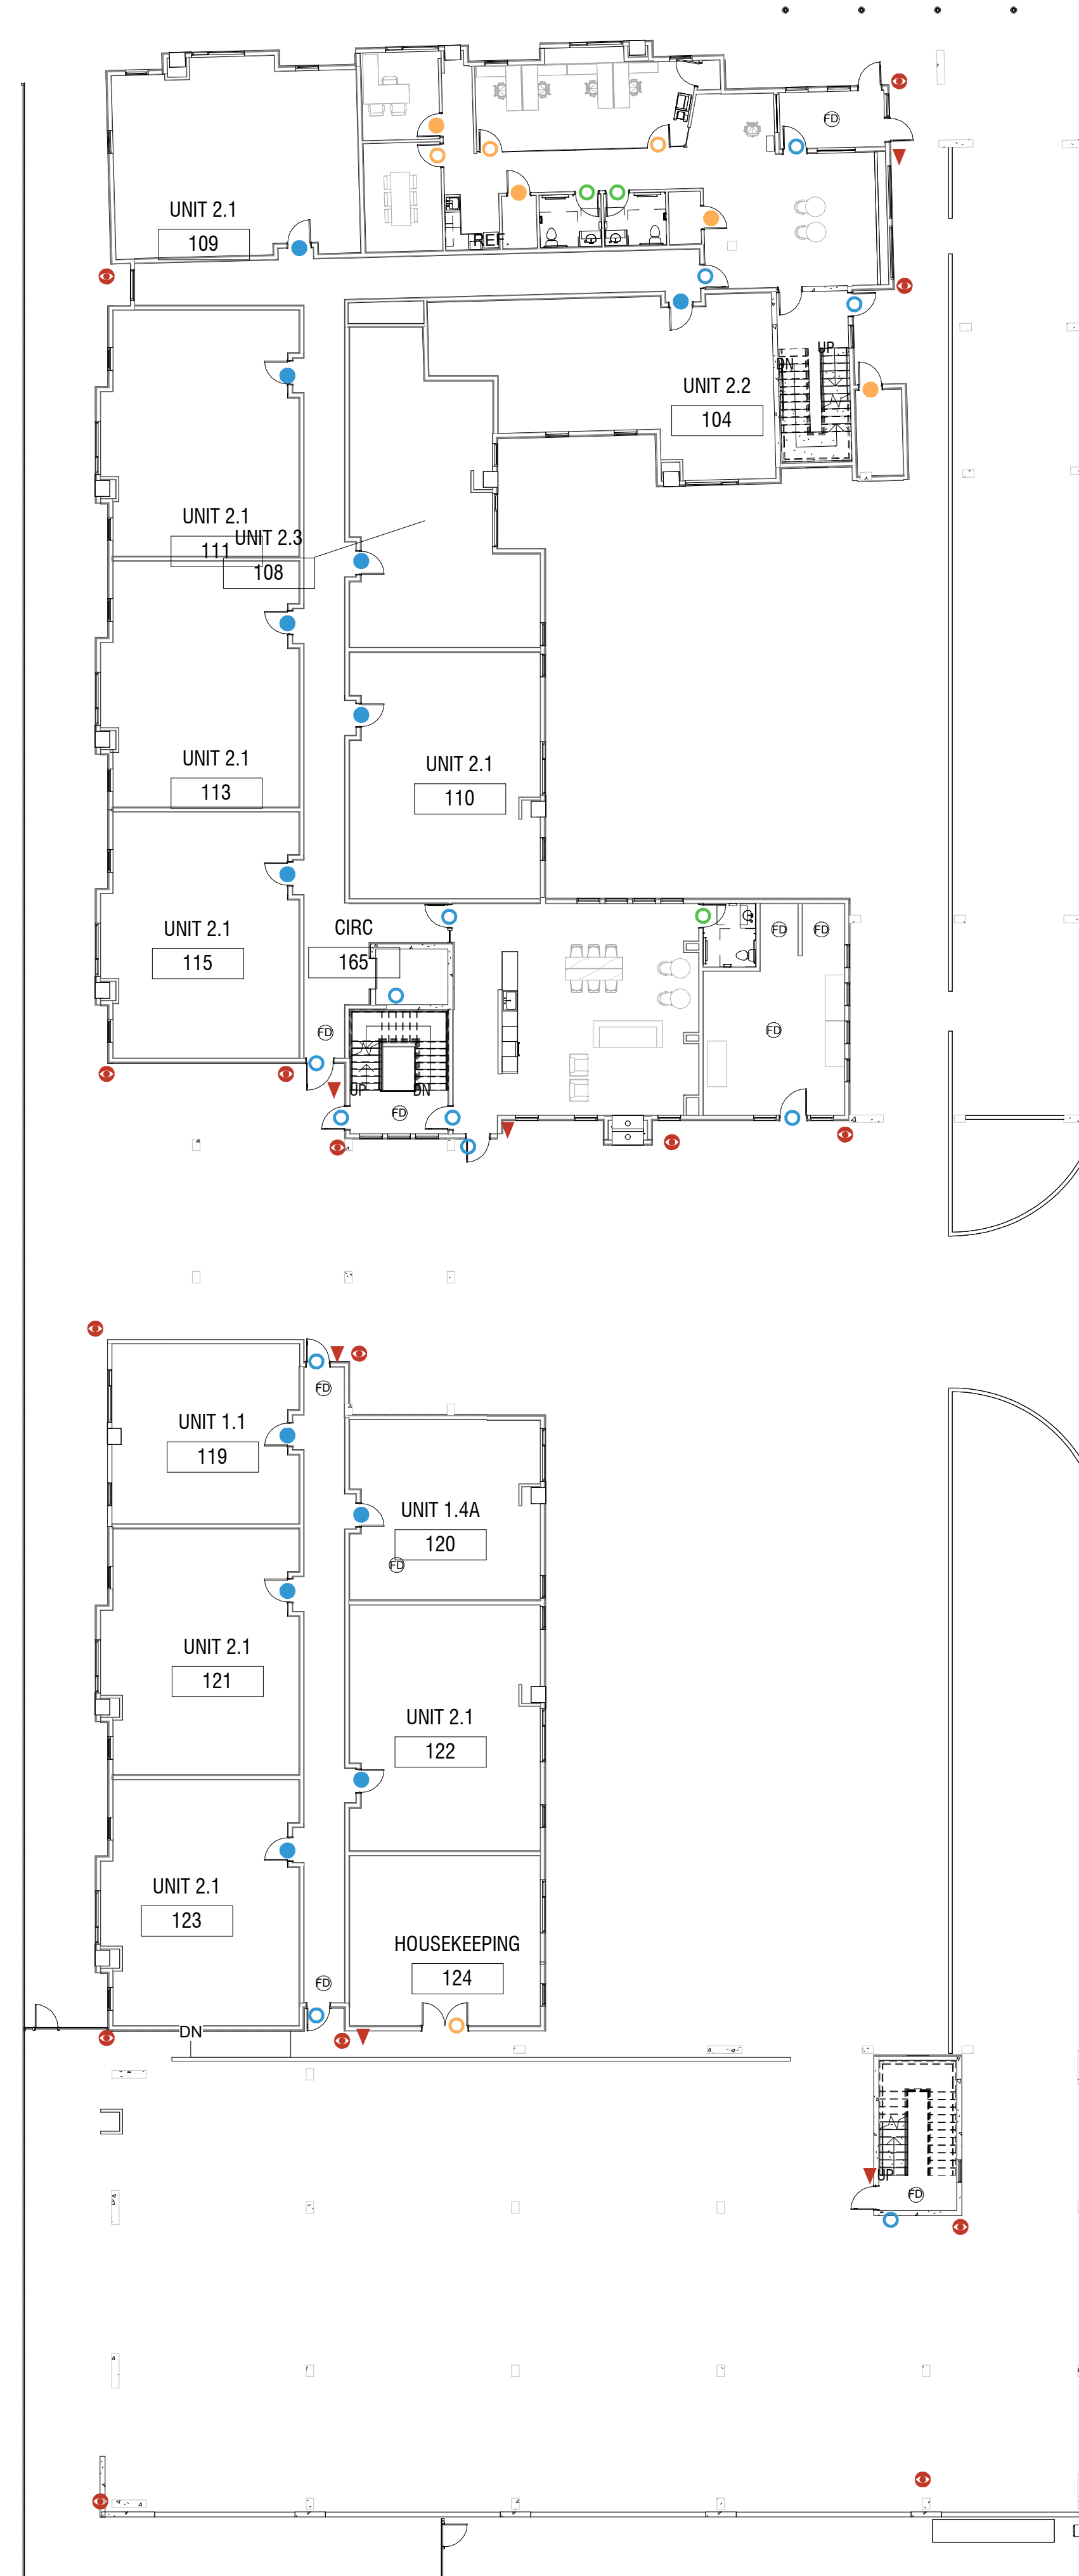 FD
UNIT 2.1
109
REF.
UP
DN
UNIT 2.2
104
UNIT 2.1
111
UNIT 2.3
108
UNIT 2.1
113
UNIT 2.1
110
UNIT 2.1
115
CIRC
165
FD
FD
FD
FD
UP
DN
FD
FD
UNIT 1.1
119
UNIT 1.4A
120
FD
UNIT 2.1
121
UNIT 2.1
122
UNIT 2.1
123
HOUSEKEEPING
124
FD
DN
UP
FD